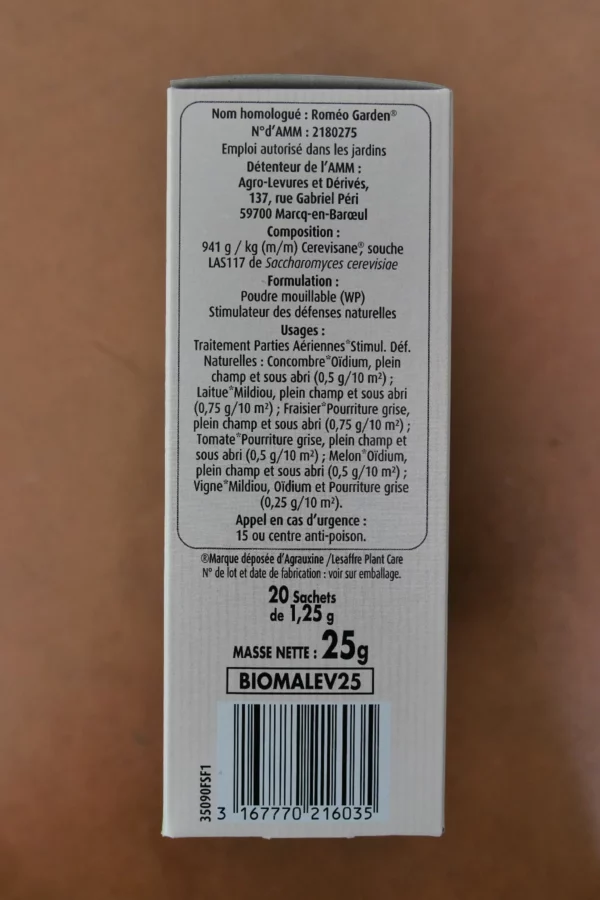 Nom homologué : Roméo Garden®
N°d'AMM : 2180275
Emploi autorisé dans les jardins
Détenteur de l'AMM :
Agro-Levures et Dérivés,
137, rue Gabriel Péri
59700 Marcq-en-Barœul
Composition :
941 g / kg (m/m) Cerevisane®, souche
LAS117 de Saccharomyces cerevisiae
Formulation :
Poudre mouillable (WP)
Stimulateur des défenses naturelles
Usages :
Traitement Parties Aériennes*Stimul. Déf.
Naturelles : Concombre*Oïdium, plein
champ et sous abri (0,5 g/10 m²) ;
Laitue*Mildiou, plein champ et sous abri
(0,75 g/10 m²) ; Fraisier*Pourriture grise,
plein champ et sous abri (0,75 g/10 m²) ;
Tomate*Pourriture grise, plein champ et
sous abri (0,5 g/10 m²) ; Melon*Oïdium,
plein champ et sous abri (0,5 g/10 m²) ;
Vigne*Mildiou, Oïdium et Pourriture grise
(0,25 g/10 m²).
Appel en cas d'urgence :
15 ou centre anti-poison.
®Marque déposée d'Agrauxine /Lesaffre Plant Care
N° de lot et date de fabrication : voir sur emballage.
20 Sachets
de 1,25 g
MASSE NETTE : 25g
BIOMALEV25
35090FSF1
3 167770 216035